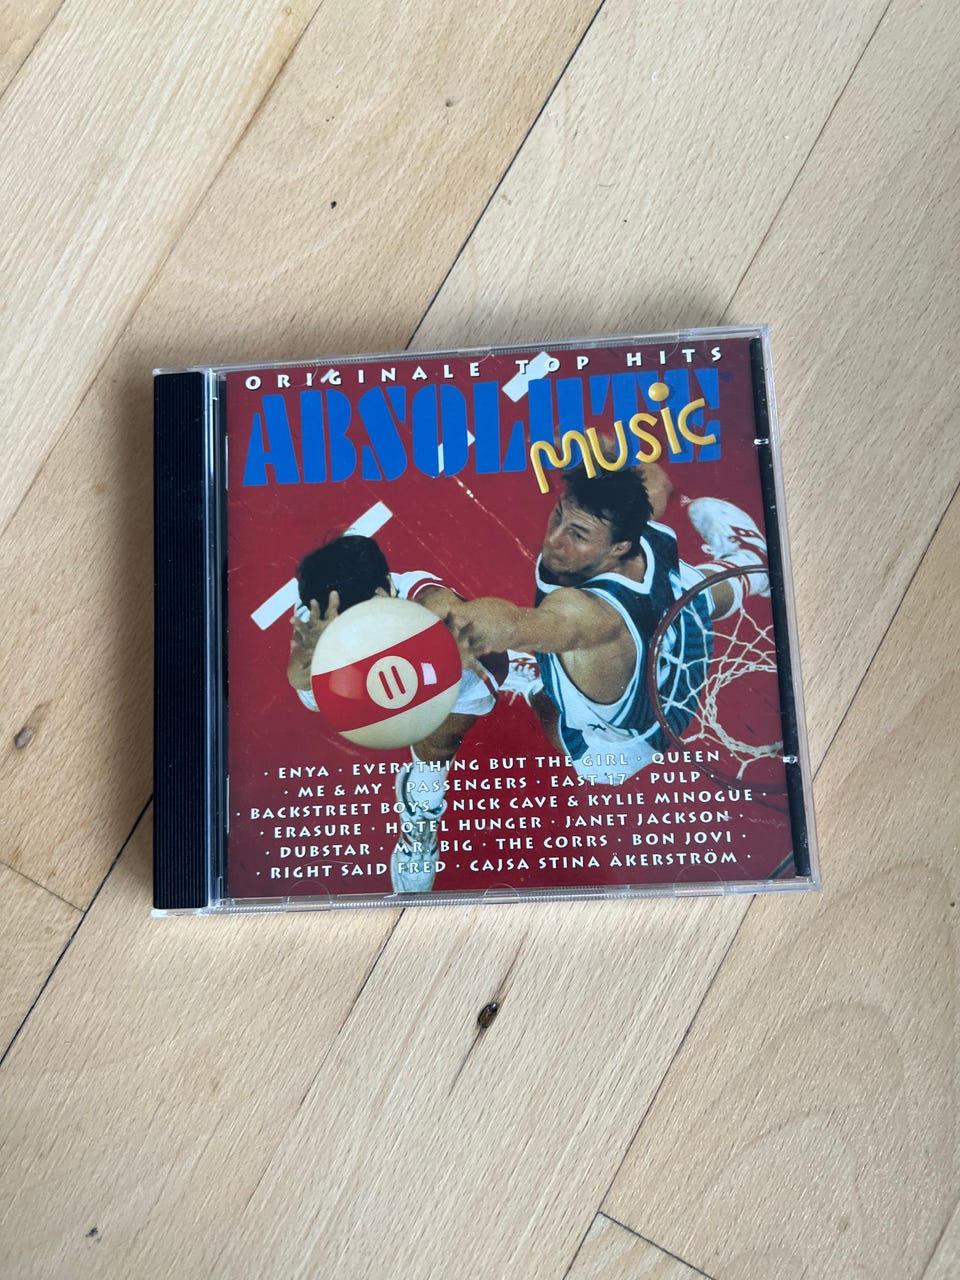 ORIGINALE TOP HITS
ABSOLUTE
MUSIC
11
· ENYA · EVERYTHING BUT THE GIRL · QUEEN ·
· ME & MY · PASSENGERS · EAST 17 · PULP ·
· BACKSTREET BOYS · NICK CAVE & KYLIE MINOGUE ·
· ERASURE · HOTEL HUNGER · JANET JACKSON ·
· DUBSTAR · MR. BIG · THE CORRS · BON JOVI ·
· RIGHT SAID FRED · CAJSA STINA ÅKERSTRÖM ·